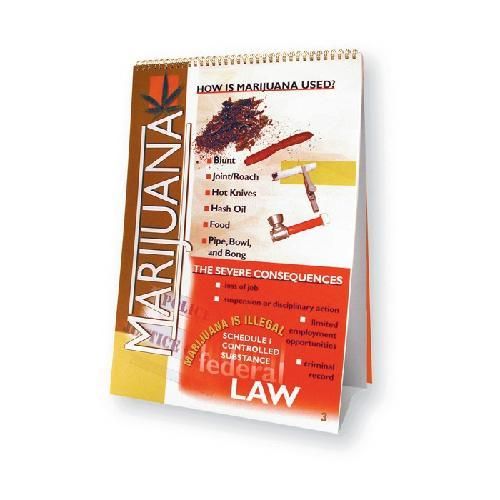 MARIJUANA
HOW IS MARIJUANA USED?
Blunt
Joint/Roach
Hot Knives
Hash Oil
Food
Pipe, Bowl,
and Bong
THE SEVERE CONSEQUENCES
loss of job
suspension or disciplinary action
limited
employment
opportunities
criminal
record
POLICE
MARIJUANA IS ILLEGAL
SCHEDULE I
CONTROLLED
SUBSTANCE
federal
LAW
3